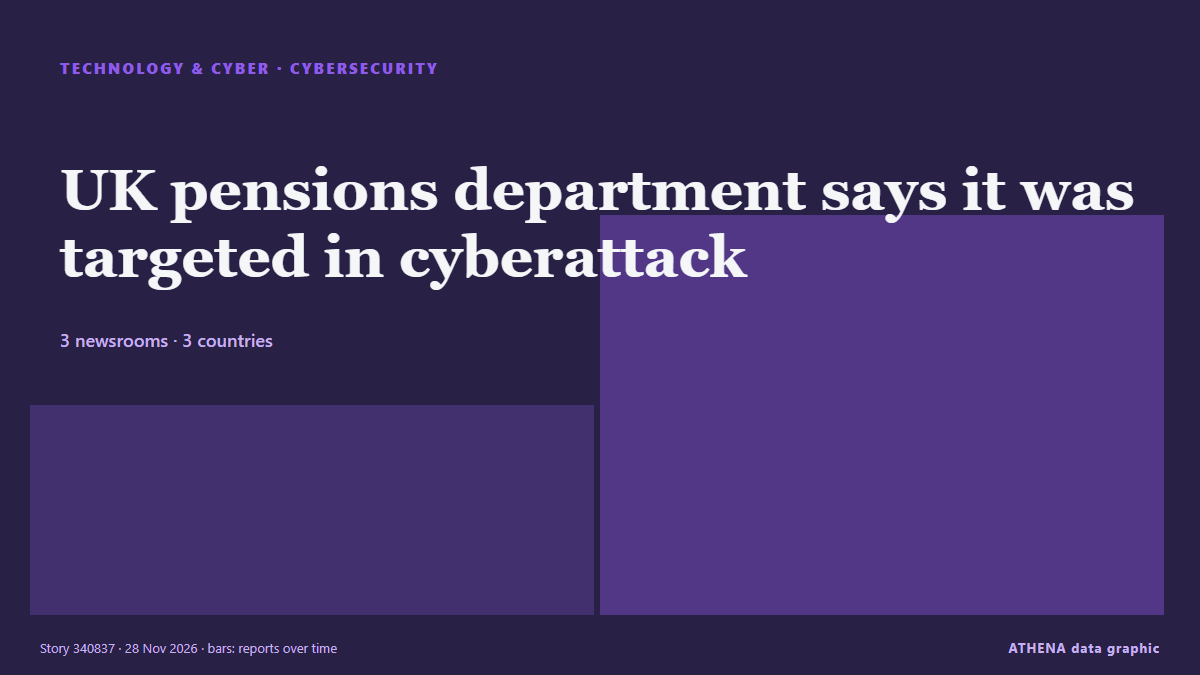 TECHNOLOGY & CYBER · CYBERSECURITY
UK pensions department says it was
targeted in cyberattack
3 newsrooms · 3 countries
Story 340837 · 28 Nov 2026 · bars: reports over time
ATHENA data graphic